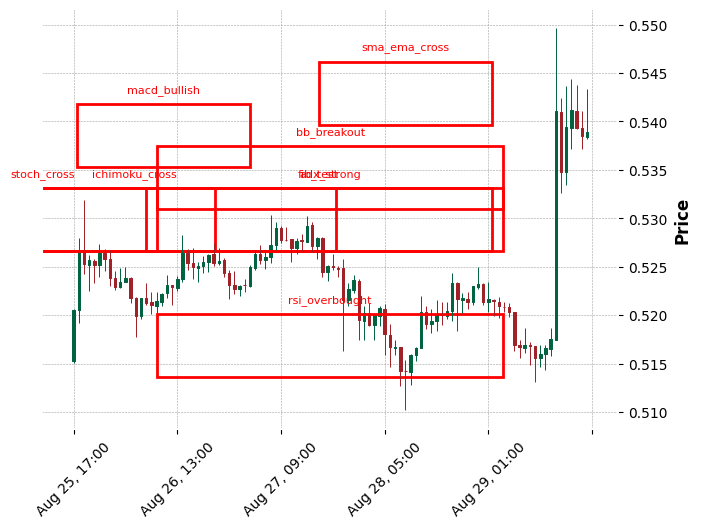 sma_ema_cross
macd_bullish
bb_breakout
stoch_cross
ichimoku_cross
rsi_overbought
0.550
0.545
0.540
0.535
0.530
0.525
0.520
0.515
0.510
Price
Aug 25, 17:00
Aug 26, 13:00
Aug 27, 09:00
Aug 28, 05:00
Aug 29, 01:00